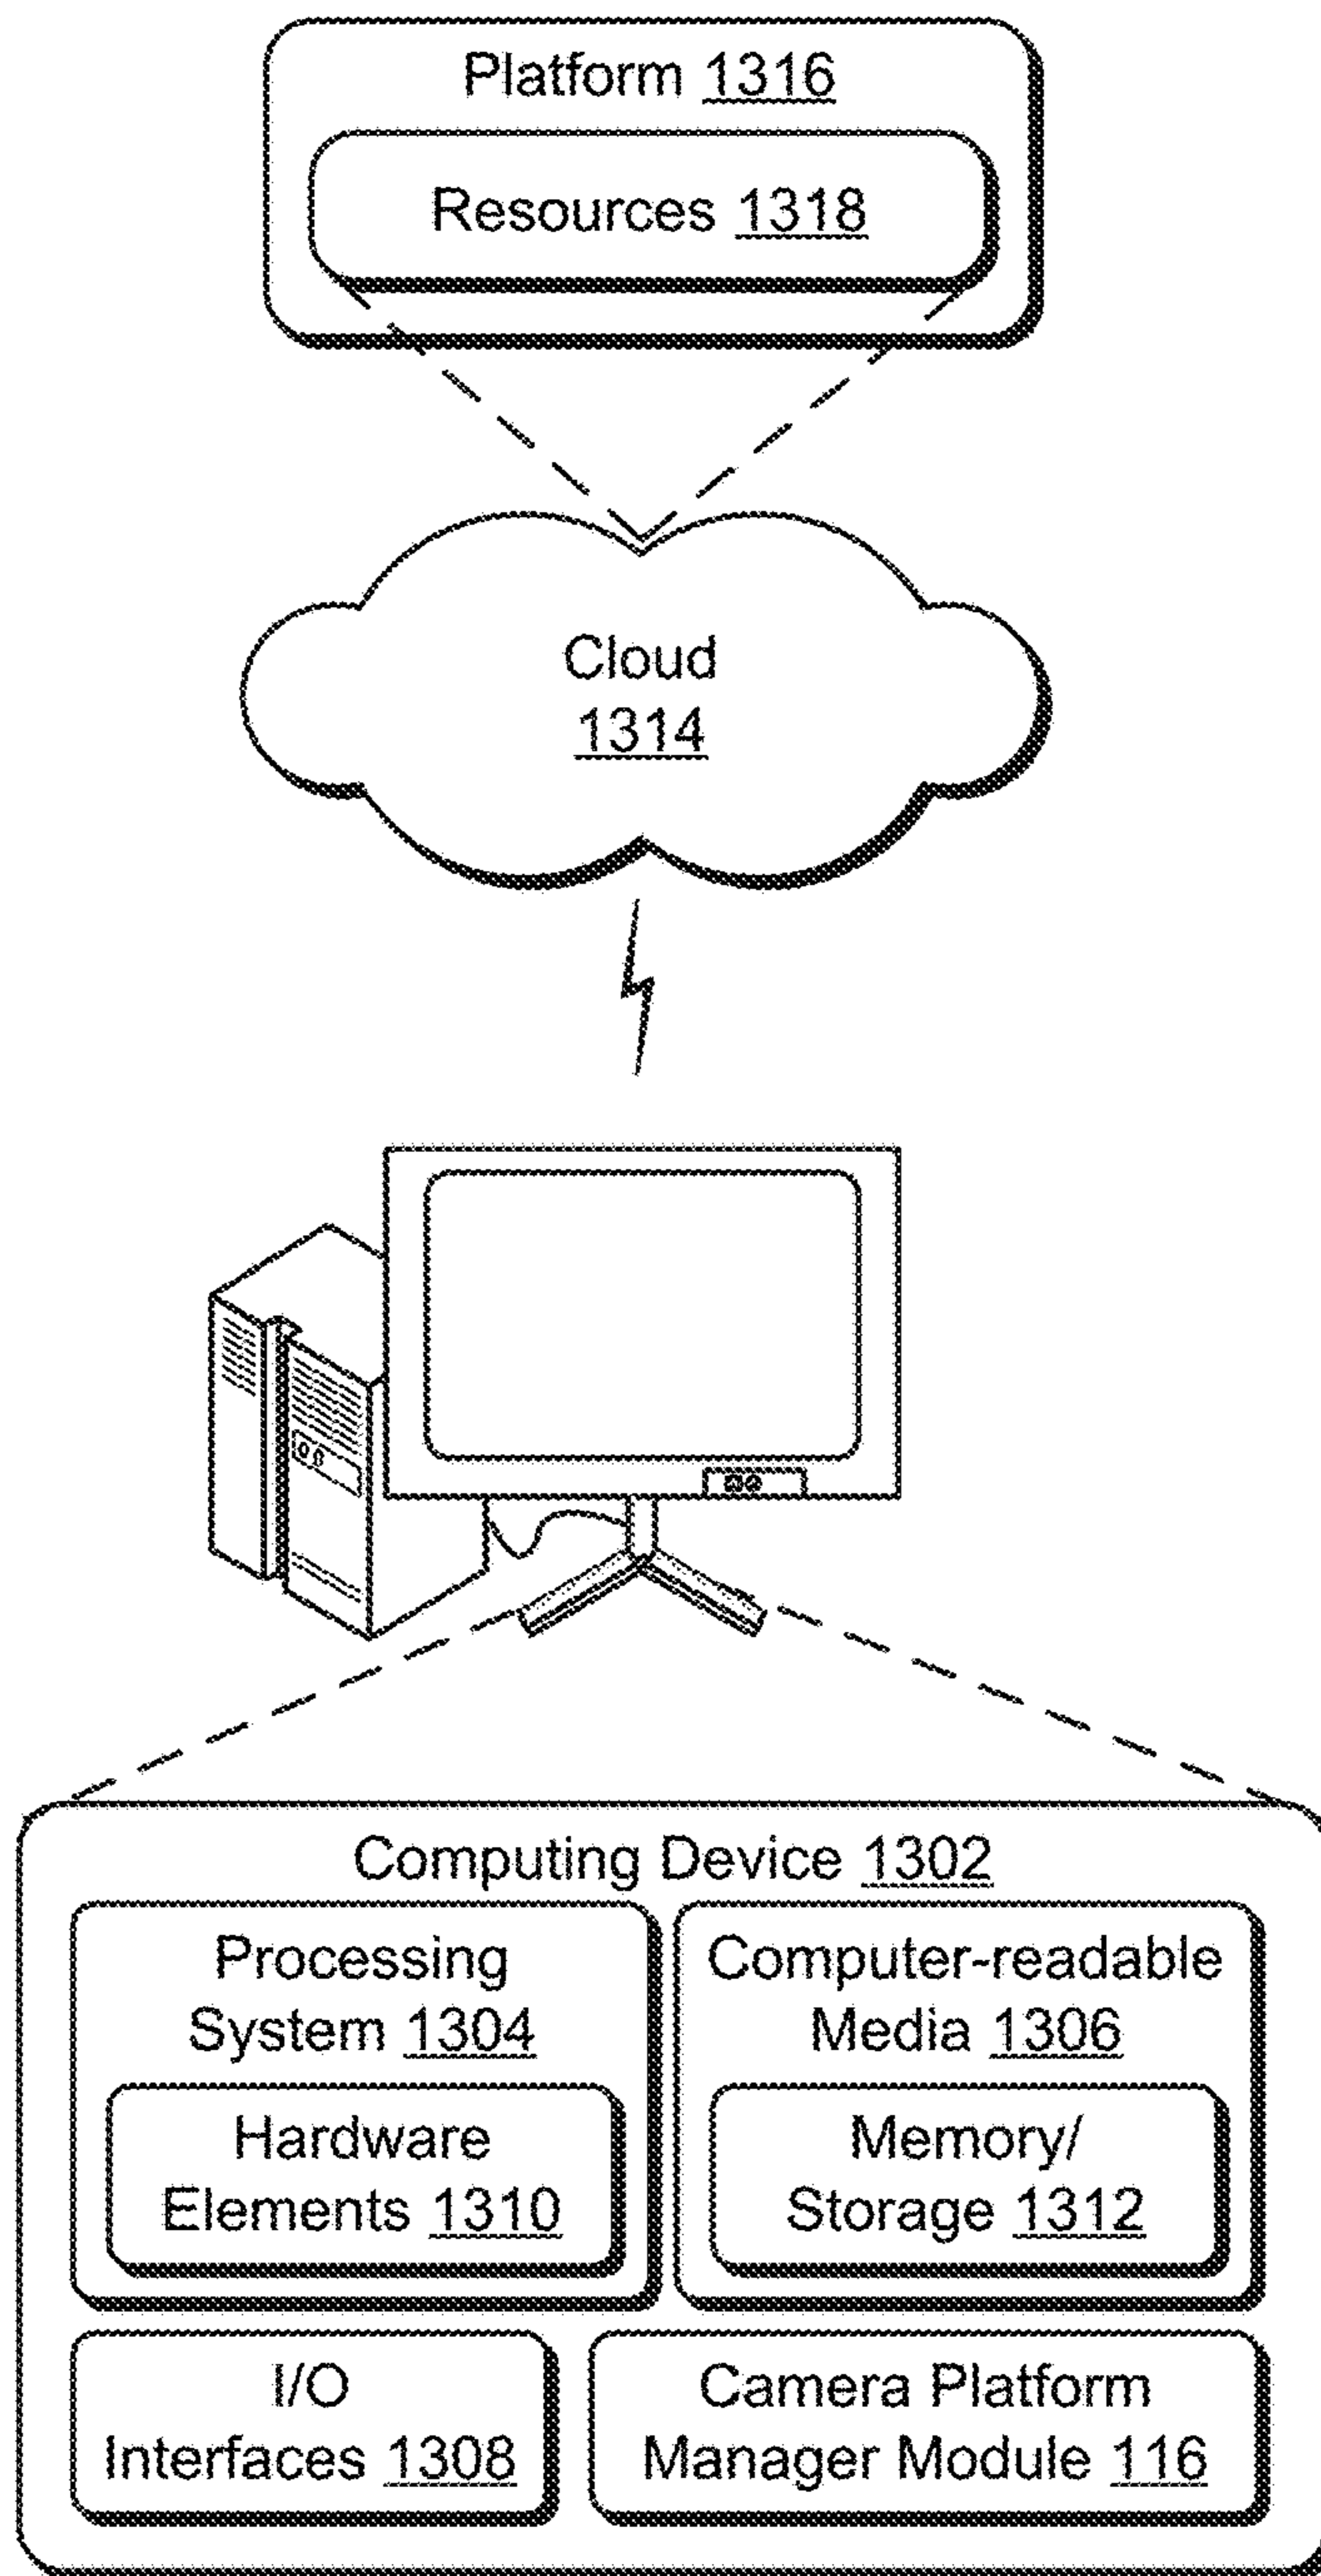 Platform 1316
Resources 1318
Cloud
1314
Computing Device 1302
Processing
System 1304
Hardware
Elements 1310
Computer-readable
Media 1306
Memory/
Storage 1312
I/O
Interfaces 1308
Camera Platform
Manager Module 116